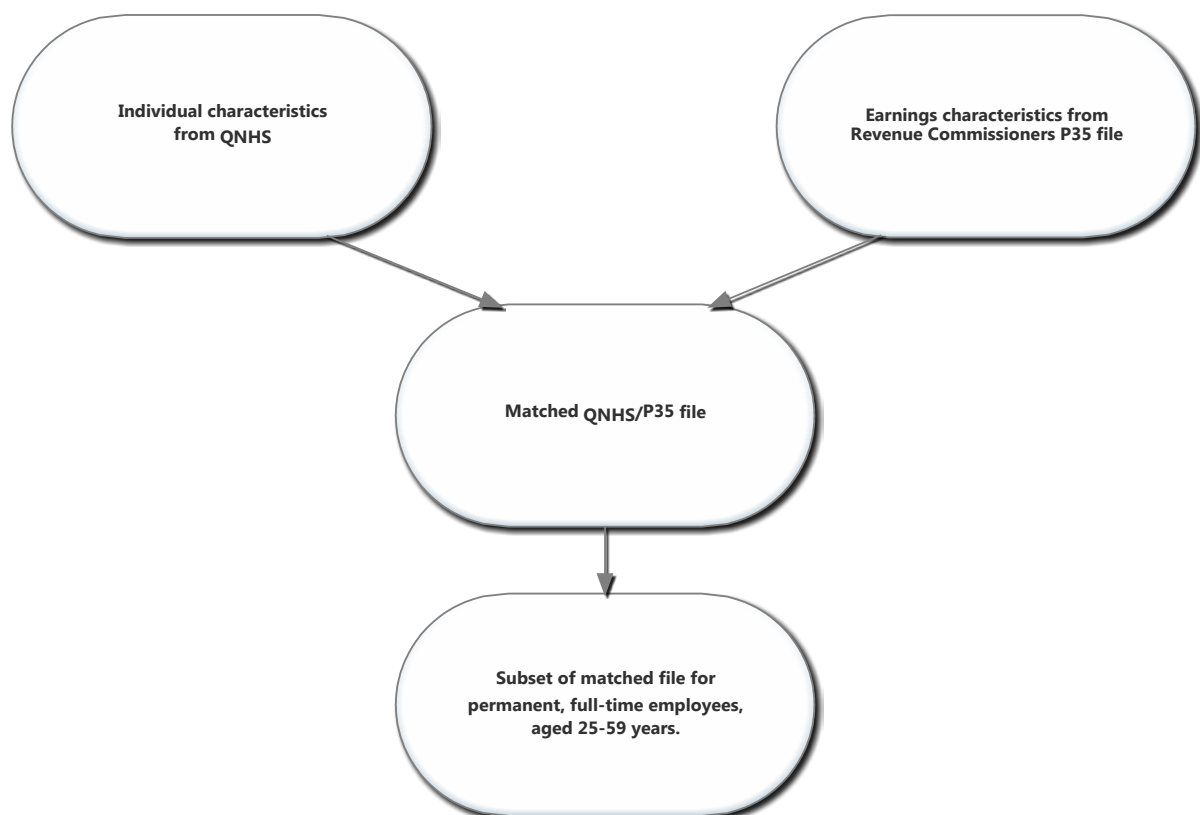 Individual characteristics
from QNHS
Earnings characteristics from
Revenue Commissioners P35 file
Matched QNHS/P35 file
Subset of matched file for
permanent, full-time employees,
aged 25-59 years.